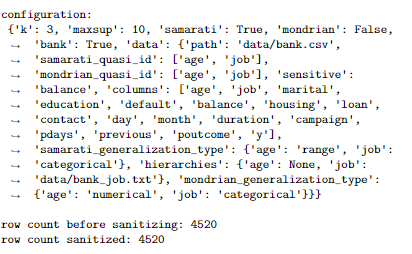 configuration:
{'k': 3, 'maxsup': 10, 'samarati': True, 'mondrian': False,
↪ 'bank': True, 'data': {'path': 'data/bank.csv',
↪ 'samarati_quasi_id': ['age', 'job'],
↪ 'mondrian_quasi_id': ['age', 'job'], 'sensitive':
↪ 'balance', 'columns': ['age', 'job', 'marital',
↪ 'education', 'default', 'balance', 'housing', 'loan',
↪ 'contact', 'day', 'month', 'duration', 'campaign',
↪ 'pdays', 'previous', 'poutcome', 'y'],
↪ 'samarati_generalization_type': {'age': 'range', 'job':
↪ 'categorical'}, 'hierarchies': {'age': None, 'job':
↪ 'data/bank_job.txt'}, 'mondrian_generalization_type':
↪ {'age': 'numerical', 'job': 'categorical'}}}
row count before sanitizing: 4520
row count sanitized: 4520